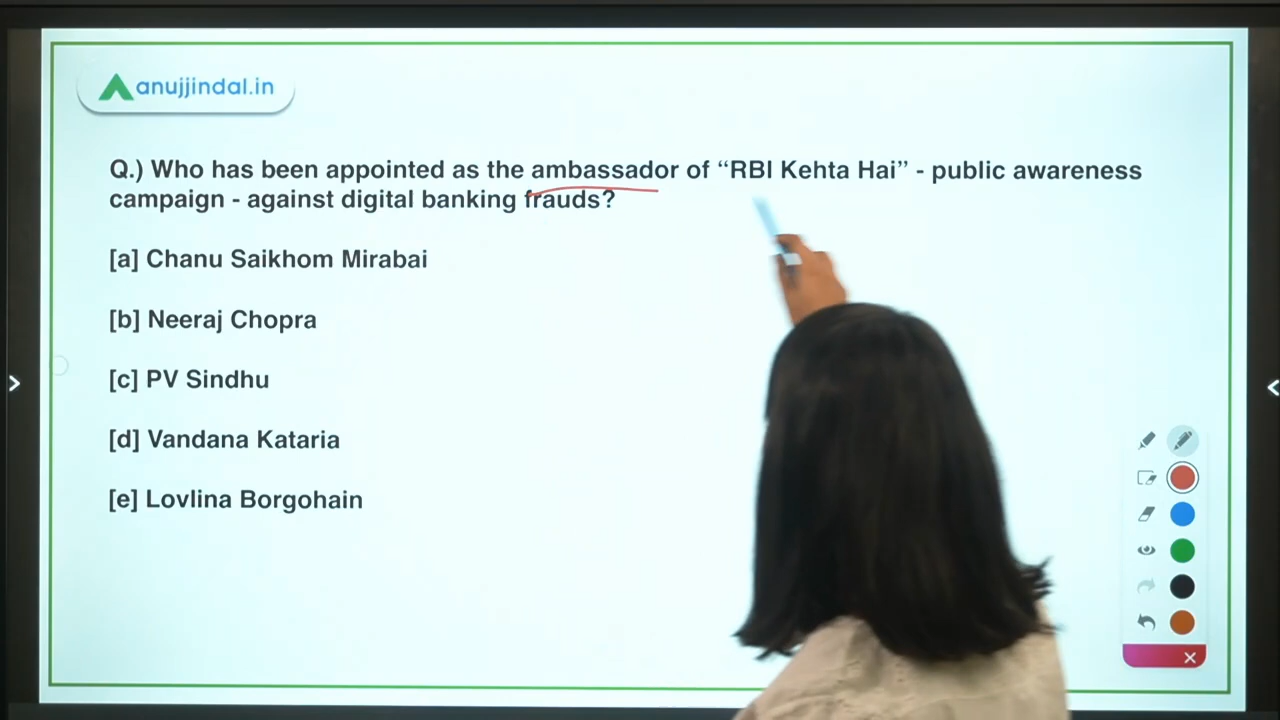 anujjindal.in
Q.) Who has been appointed as the ambassador of “RBI Kehta Hai” - public awareness
campaign - against digital banking frauds?
[a] Chanu Saikhom Mirabai
[b] Neeraj Chopra
[c] PV Sindhu
[d] Vandana Kataria
[e] Lovlina Borgohain